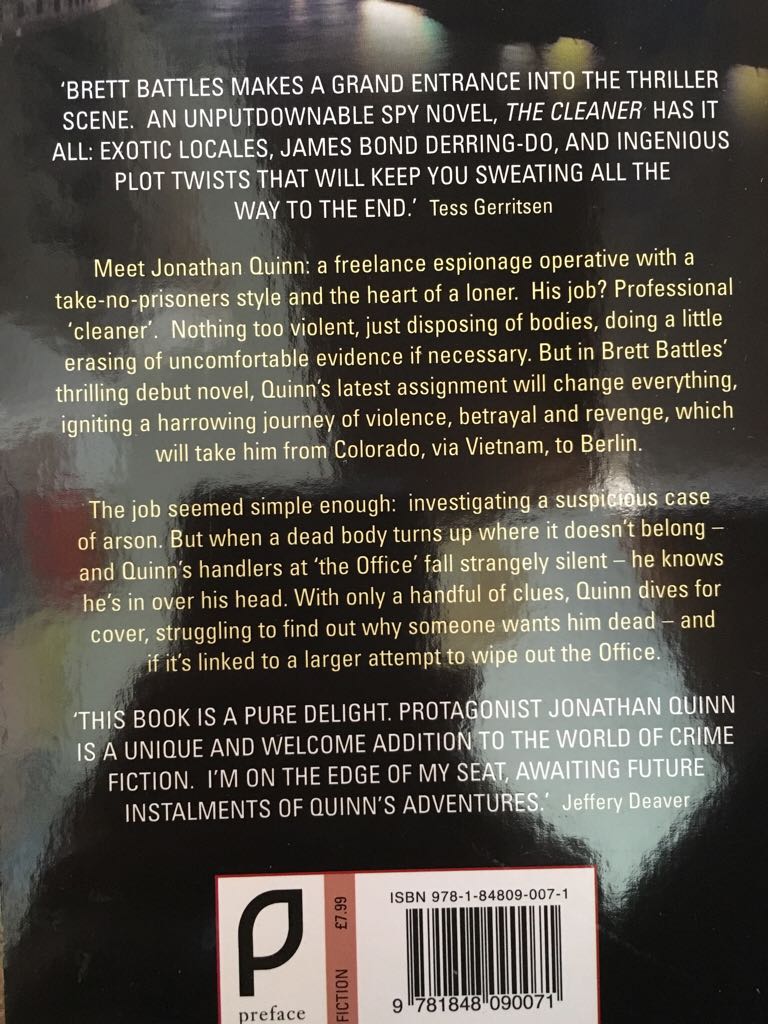 ‘BRETT BATTLES MAKES A GRAND ENTRANCE INTO THE THRILLER
SCENE. AN UNPUTDOWNABLE SPY NOVEL, THE CLEANER HAS IT
ALL: EXOTIC LOCALES, JAMES BOND DERRING-DO, AND INGENIOUS
PLOT TWISTS THAT WILL KEEP YOU SWEATING ALL THE
WAY TO THE END.’ Tess Gerritsen
Meet Jonathan Quinn: a freelance espionage operative with a
take-no-prisoners style and the heart of a loner. His job? Professional
‘cleaner’. Nothing too violent, just disposing of bodies, doing a little
erasing of uncomfortable evidence if necessary. But in Brett Battles’
thrilling debut novel, Quinn’s latest assignment will change everything,
igniting a harrowing journey of violence, betrayal and revenge, which
will take him from Colorado, via Vietnam, to Berlin.
The job seemed simple enough: investigating a suspicious case
of arson. But when a dead body turns up where it doesn’t belong –
and Quinn’s handlers at ‘the Office’ fall strangely silent – he knows
he’s in over his head. With only a handful of clues, Quinn dives for
cover, struggling to find out why someone wants him dead – and
if it’s linked to a larger attempt to wipe out the Office.
‘THIS BOOK IS A PURE DELIGHT. PROTAGONIST JONATHAN QUINN
IS A UNIQUE AND WELCOME ADDITION TO THE WORLD OF CRIME
FICTION. I’M ON THE EDGE OF MY SEAT, AWAITING FUTURE
INSTALMENTS OF QUINN’S ADVENTURES.’ Jeffery Deaver
preface
FICTION £7.99
ISBN 978-1-84809-007-1
9 781848 090071